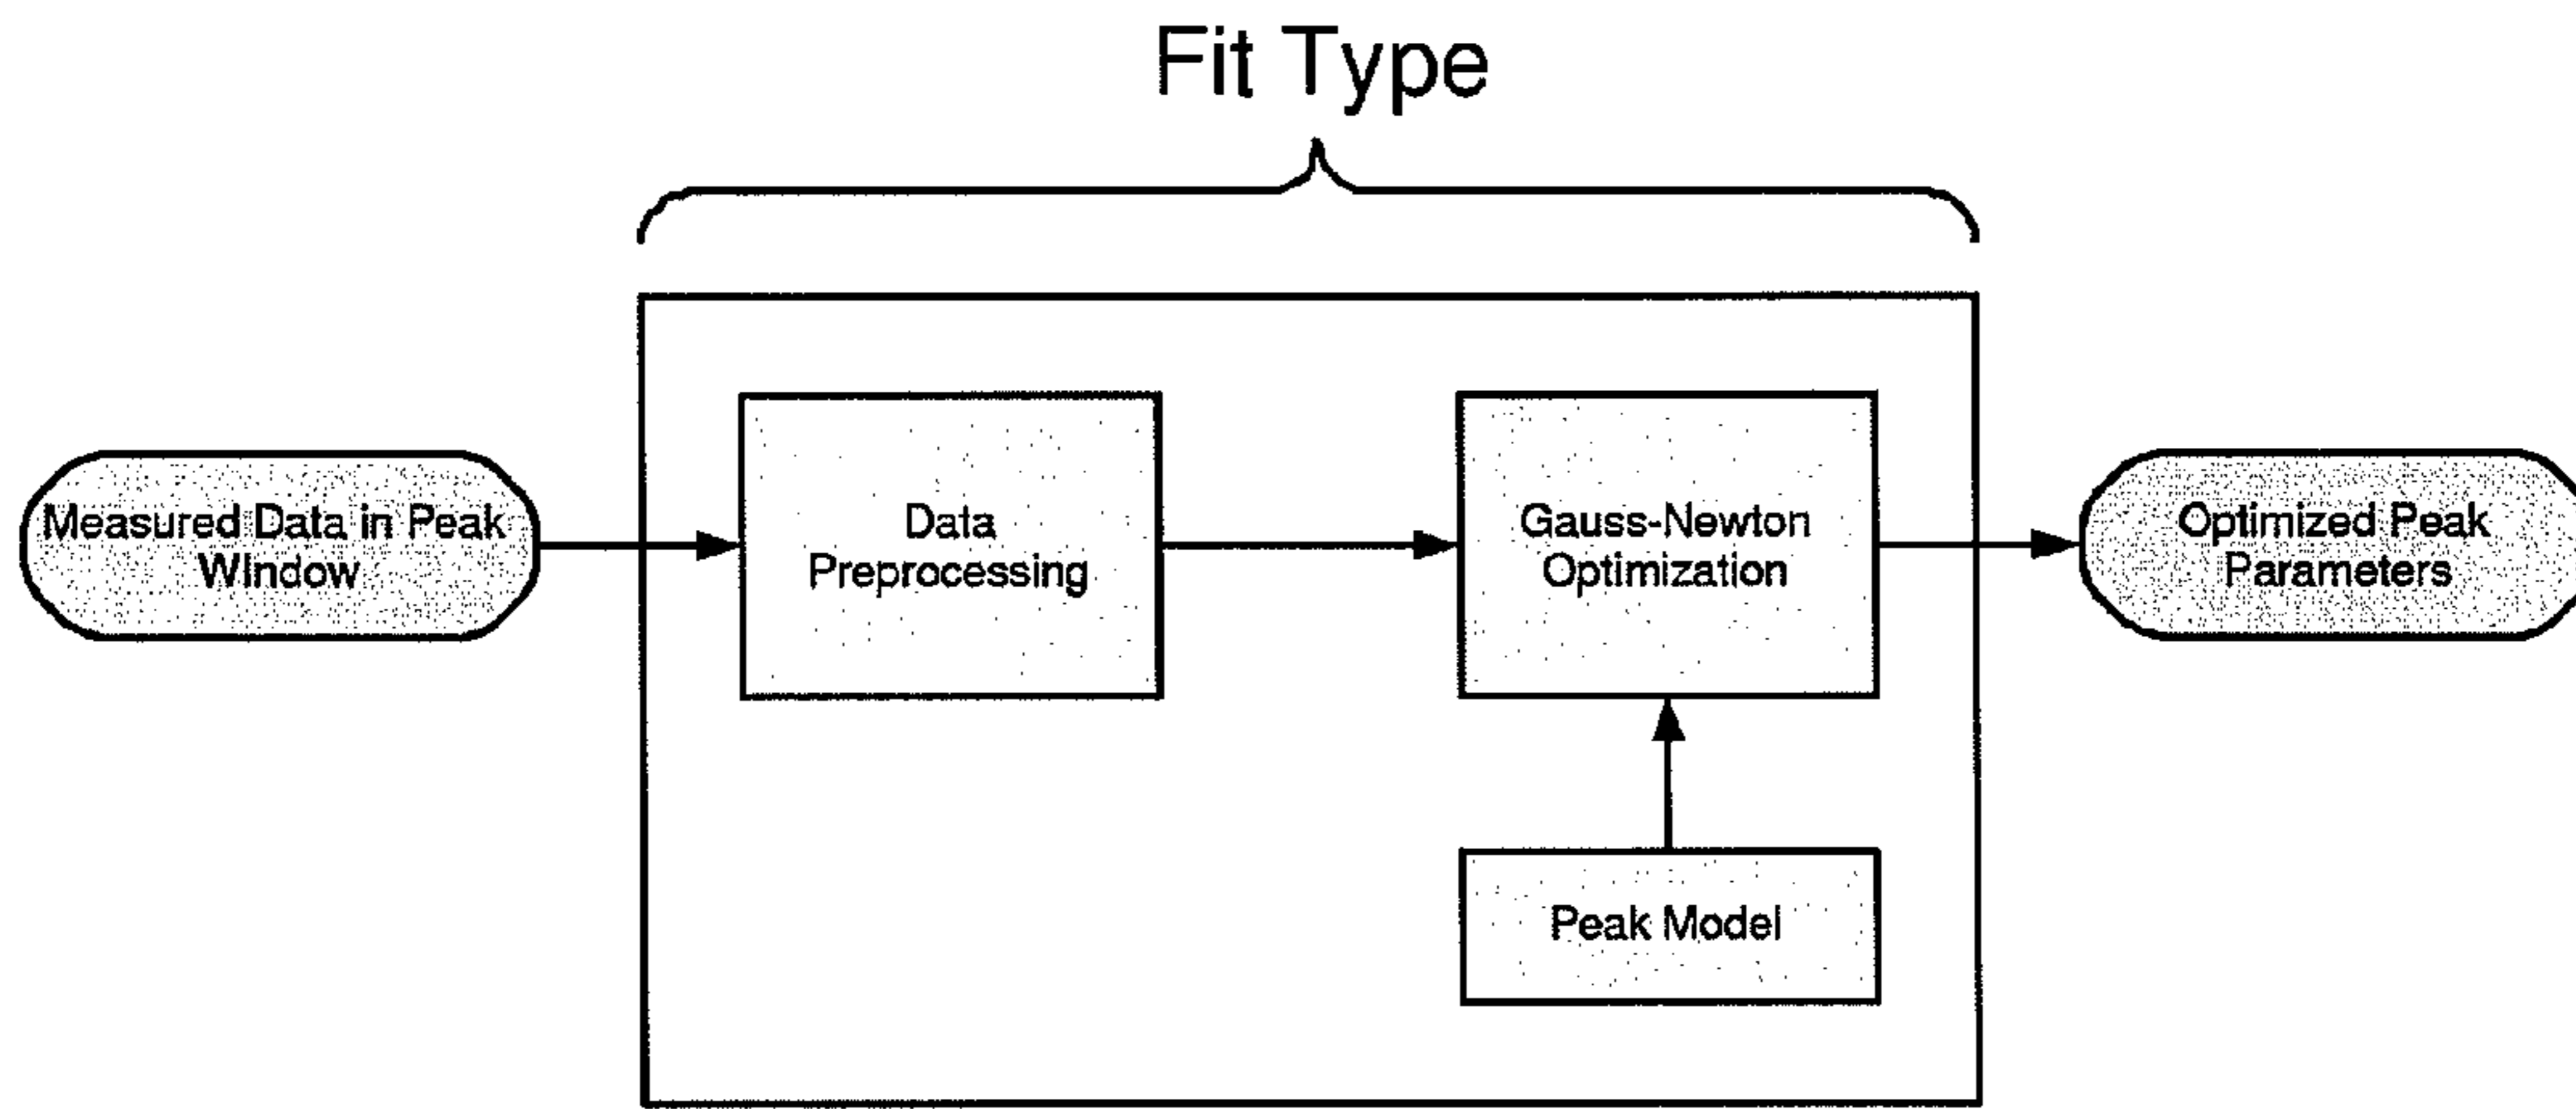 Fit Type
Measured Data in Peak
Window
Data
Preprocessing
Gauss-Newton
Optimization
Optimized Peak
Parameters
Peak Model